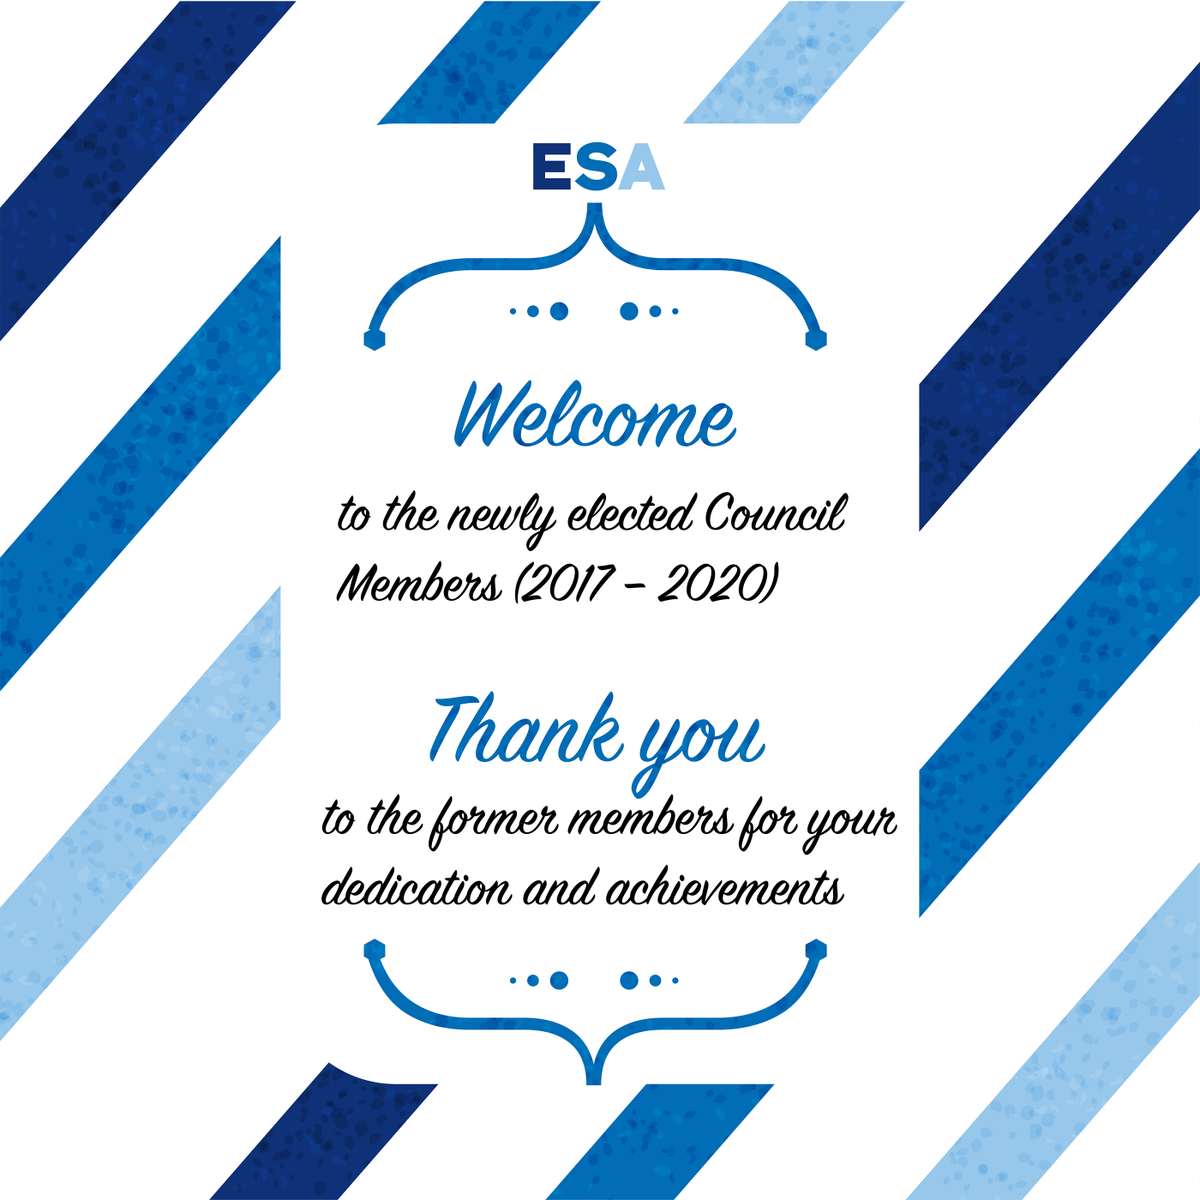 ESA
Welcome
to the newly elected Council
Members (2017 – 2020)
Thank you
to the former members for your
dedication and achievements